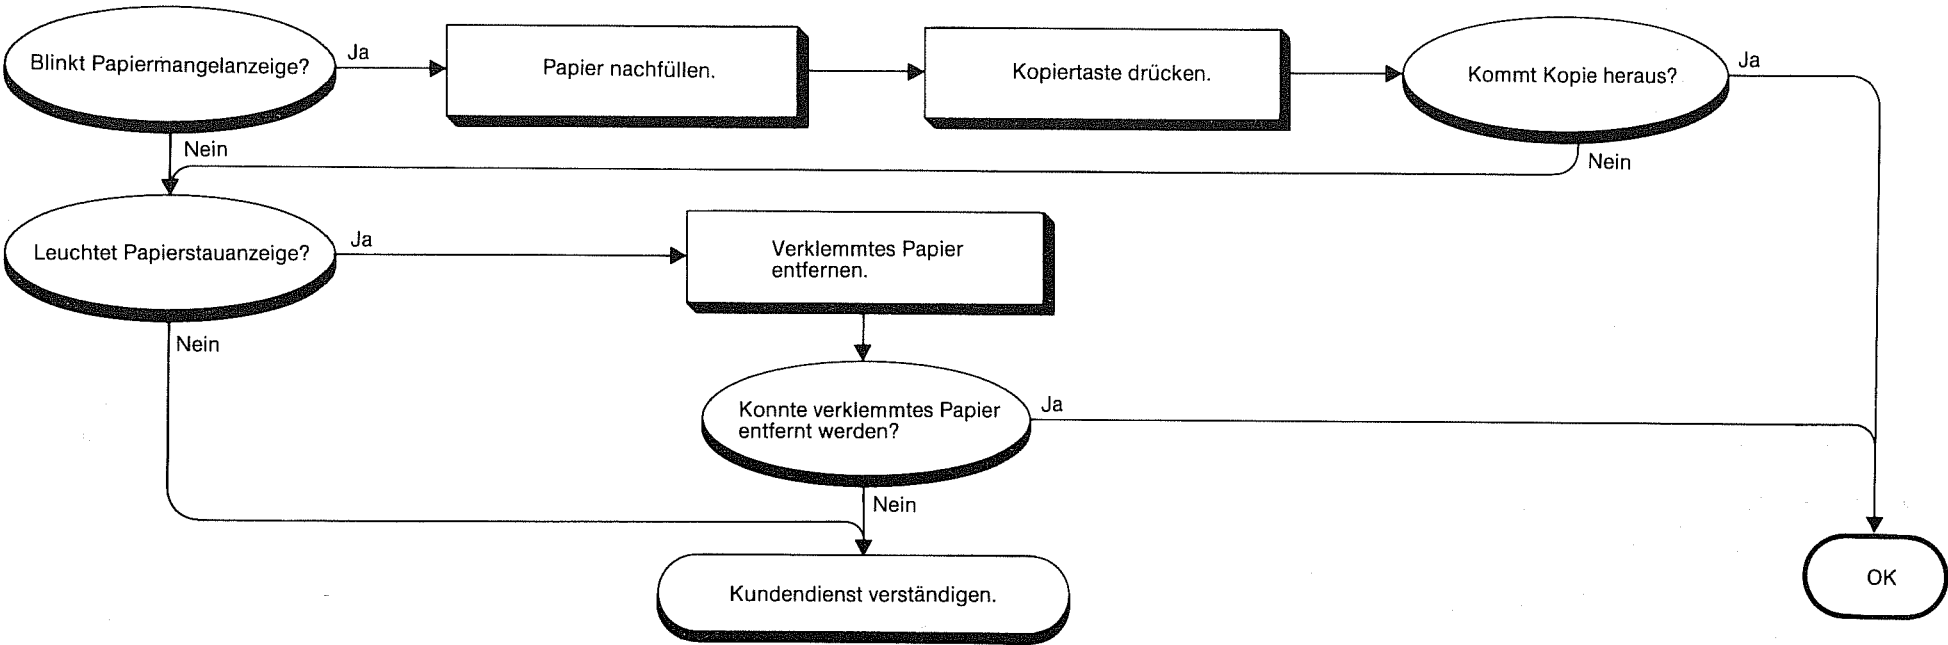 Blinkt Papiermangelanzeige?
Ja
Papier nachfüllen.
Kopiertaste drücken.
Kommt Kopie heraus?
Ja
Nein
Nein
Leuchtet Papierstauanzeige?
Ja
Verklemmtes Papier
entfernen.
Nein
Konnte verklemmtes Papier
entfernt werden?
Ja
Nein
Kundendienst verständigen.
OK